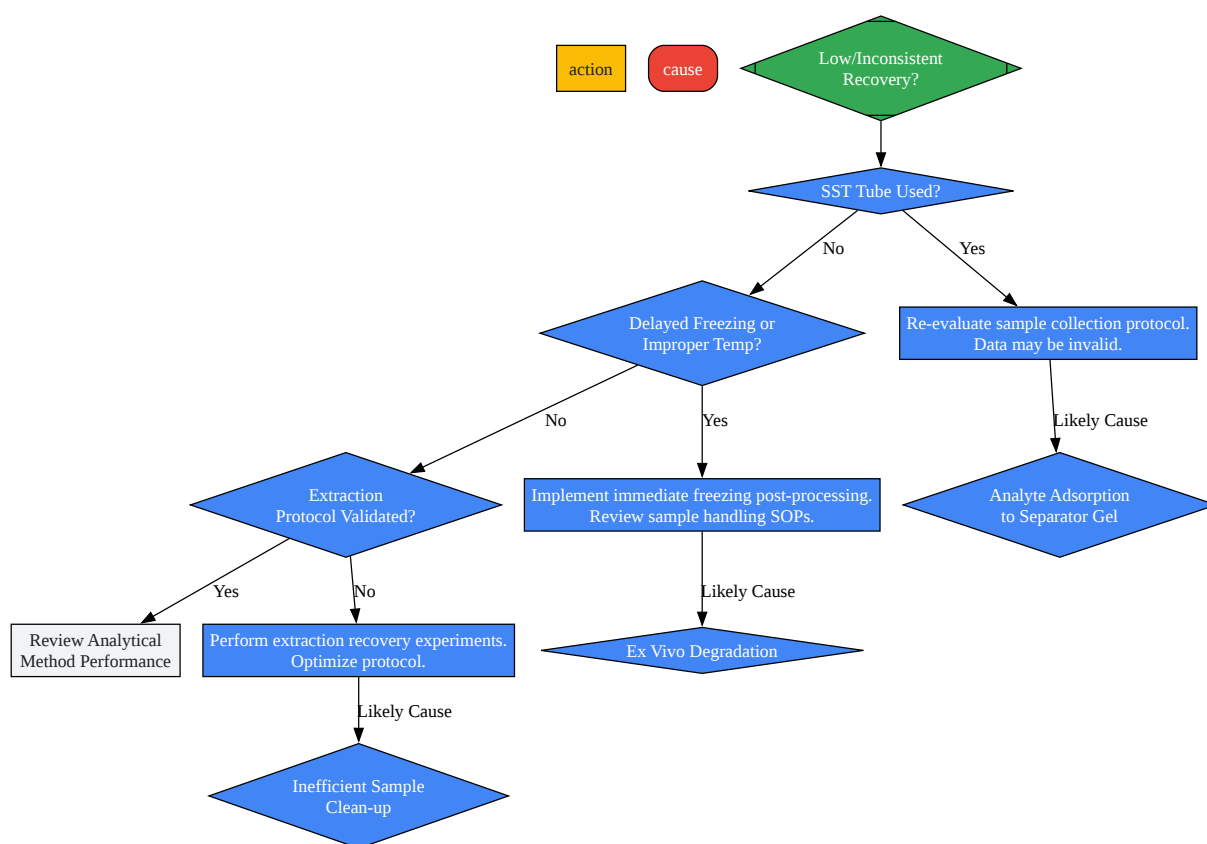 action
cause
Low/Inconsistent
Recovery?
SST Tube Used?
No
Yes
Delayed Freezing or
Improper Temp?
Re-evaluate sample collection protocol.
Data may be invalid.
No
Yes
Likely Cause
Extraction
Protocol Validated?
Implement immediate freezing post-processing.
Review sample handling SOPs.
Analyte Adsorption
to Separator Gel
Yes
No
Likely Cause
Review Analytical
Method Performance
Perform extraction recovery experiments.
Optimize protocol.
Ex Vivo Degradation
Likely Cause
Inefficient Sample
Clean-up